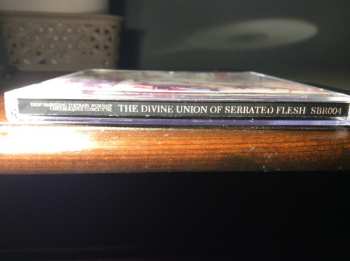 THE DIVINE UNION OF SERRATED FLESH SBR004